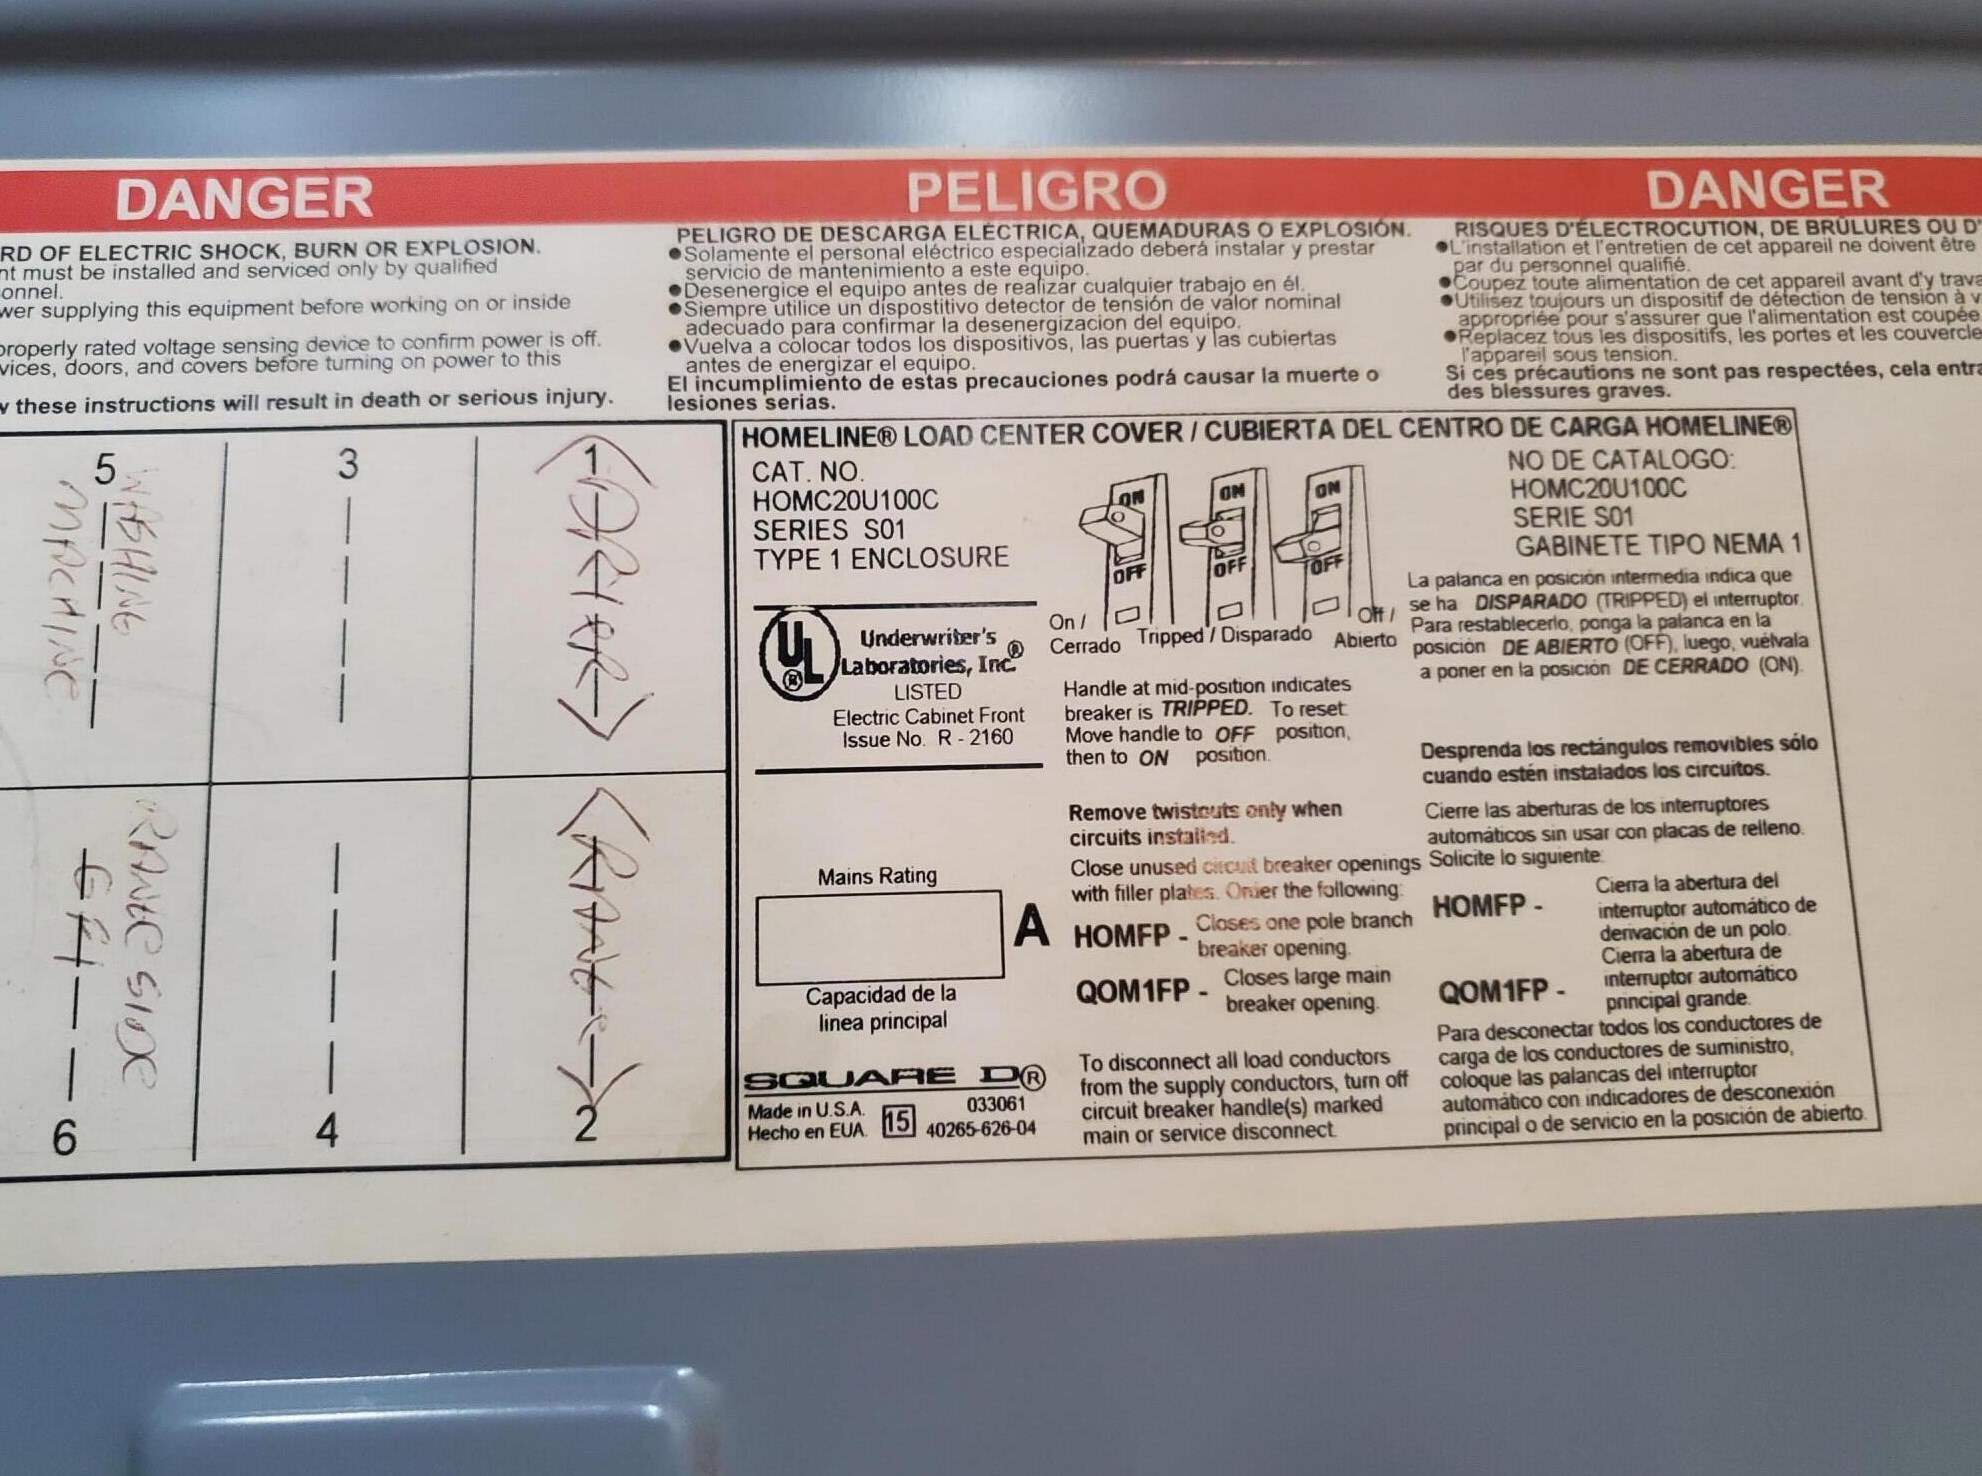 DANGER
RD OF ELECTRIC SHOCK, BURN OR EXPLOSION.
nt must be installed and serviced only by qualified
onnel.
wer supplying this equipment before working on or inside
properly rated voltage sensing device to confirm power is off.
vices, doors, and covers before turning on power to this
w these instructions will result in death or serious injury.
PELIGRO
PELIGRO DE DESCARGA ELÉCTRICA, QUEMADURAS O EXPLOSIÓN.
●Solamente el personal eléctrico especializado deberá instalar y prestar
servicio de mantenimiento a este equipo.
●Desenergice el equipo antes de realizar cualquier trabajo en él.
●Siempre utilice un dispostitivo detector de tensión de valor nominal
adecuado para confirmar la desenergizacion del equipo.
●Vuelva a colocar todos los dispositivos, las puertas y las cubiertas
antes de energizar el equipo.
El incumplimiento de estas precauciones podrá causar la muerte o
lesiones serias.
DANGER
RISQUES D'ÉLECTROCUTION, DE BRÛLURES OU D'
●L'installation et l'entretien de cet appareil ne doivent être
par du personnel qualifié.
●Coupez toute alimentation de cet appareil avant d'y trava
●Utilisez toujours un dispositif de détection de tension à v
appropriée pour s'assurer que l'alimentation est coupée
●Replacez tous les dispositifs, les portes et les couvercle
l'appareil sous tension.
Si ces précautions ne sont pas respectées, cela entra
des blessures graves.
5
WASHING
MACHINE
3
1
DRYER
6
RANGE SIDE
GFI
4
2
RANGE
HOMELINE® LOAD CENTER COVER / CUBIERTA DEL CENTRO DE CARGA HOMELINE®
CAT. NO.
HOMC20U100C
SERIES S01
TYPE 1 ENCLOSURE
UL
®
Underwriter's
Laboratories, Inc.®
LISTED
Electric Cabinet Front
Issue No. R - 2160
Mains Rating
A
Capacidad de la
linea principal
SQUARE D®
Made in U.S.A.
Hecho en EUA.
15
033061
40265-626-04
ON
OFF
ON
OFF
ON
OFF
On /
Cerrado
Tripped / Disparado
Off /
Abierto
Handle at mid-position indicates
breaker is TRIPPED. To reset:
Move handle to OFF position,
then to ON position.
Remove twistouts only when
circuits installed.
Close unused circuit breaker openings
with filler plates. Order the following:
HOMFP - Closes one pole branch
breaker opening.
QOM1FP - Closes large main
breaker opening.
To disconnect all load conductors
from the supply conductors, turn off
circuit breaker handle(s) marked
main or service disconnect.
NO DE CATALOGO:
HOMC20U100C
SERIE S01
GABINETE TIPO NEMA 1
La palanca en posición intermedia indica que
se ha DISPARADO (TRIPPED) el interruptor.
Para restablecerlo, ponga la palanca en la
posición DE ABIERTO (OFF), luego, vuélvala
a poner en la posición DE CERRADO (ON).
Desprenda los rectángulos removibles sólo
cuando estén instalados los circuitos.
Cierre las aberturas de los interruptores
automáticos sin usar con placas de relleno.
Solicite lo siguiente:
HOMFP - Cierra la abertura del
interruptor automático de
derivación de un polo.
QOM1FP - Cierra la abertura de
interruptor automático
principal grande.
Para desconectar todos los conductores de
carga de los conductores de suministro,
coloque las palancas del interruptor
automático con indicadores de desconexión
principal o de servicio en la posición de abierto.